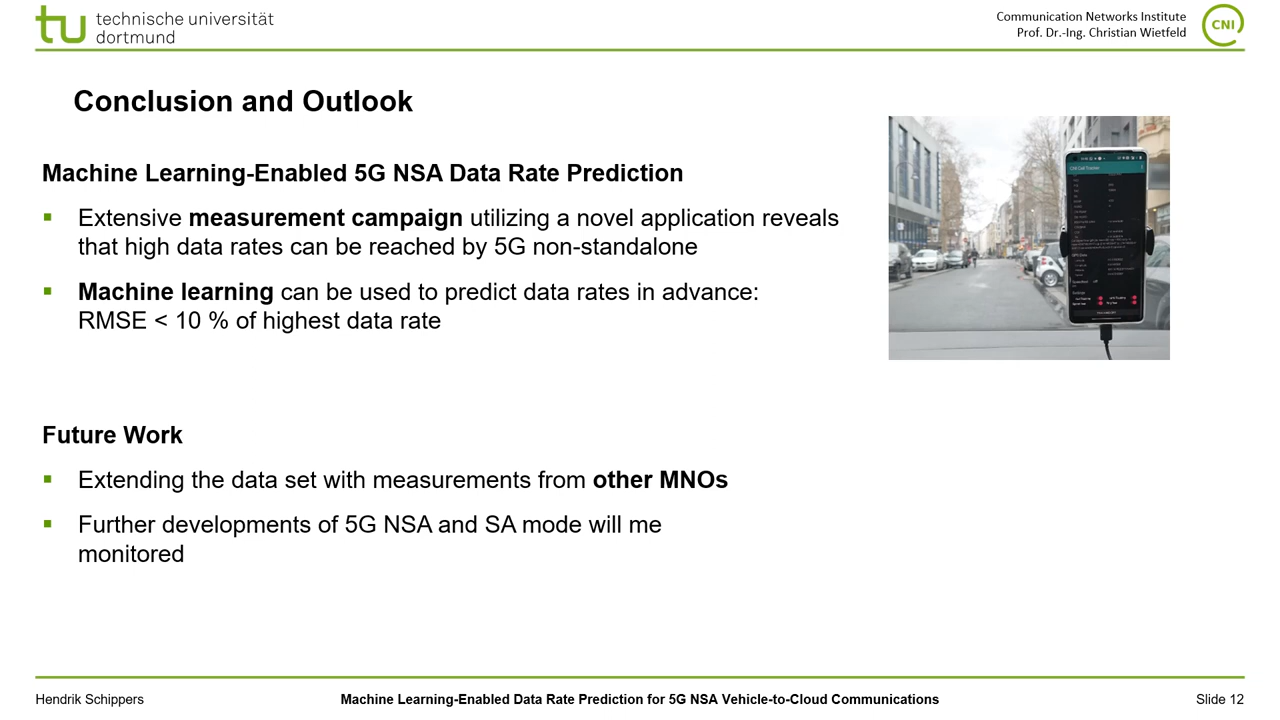 technische universität
dortmund
Communication Networks Institute
Prof. Dr.-Ing. Christian Wietfeld
CNI
Conclusion and Outlook
Machine Learning-Enabled 5G NSA Data Rate Prediction
Extensive measurement campaign utilizing a novel application reveals
that high data rates can be reached by 5G non-standalone
Machine learning can be used to predict data rates in advance:
RMSE < 10 % of highest data rate
Future Work
Extending the data set with measurements from other MNOs
Further developments of 5G NSA and SA mode will me
monitored
Hendrik Schippers
Machine Learning-Enabled Data Rate Prediction for 5G NSA Vehicle-to-Cloud Communications
Slide 12